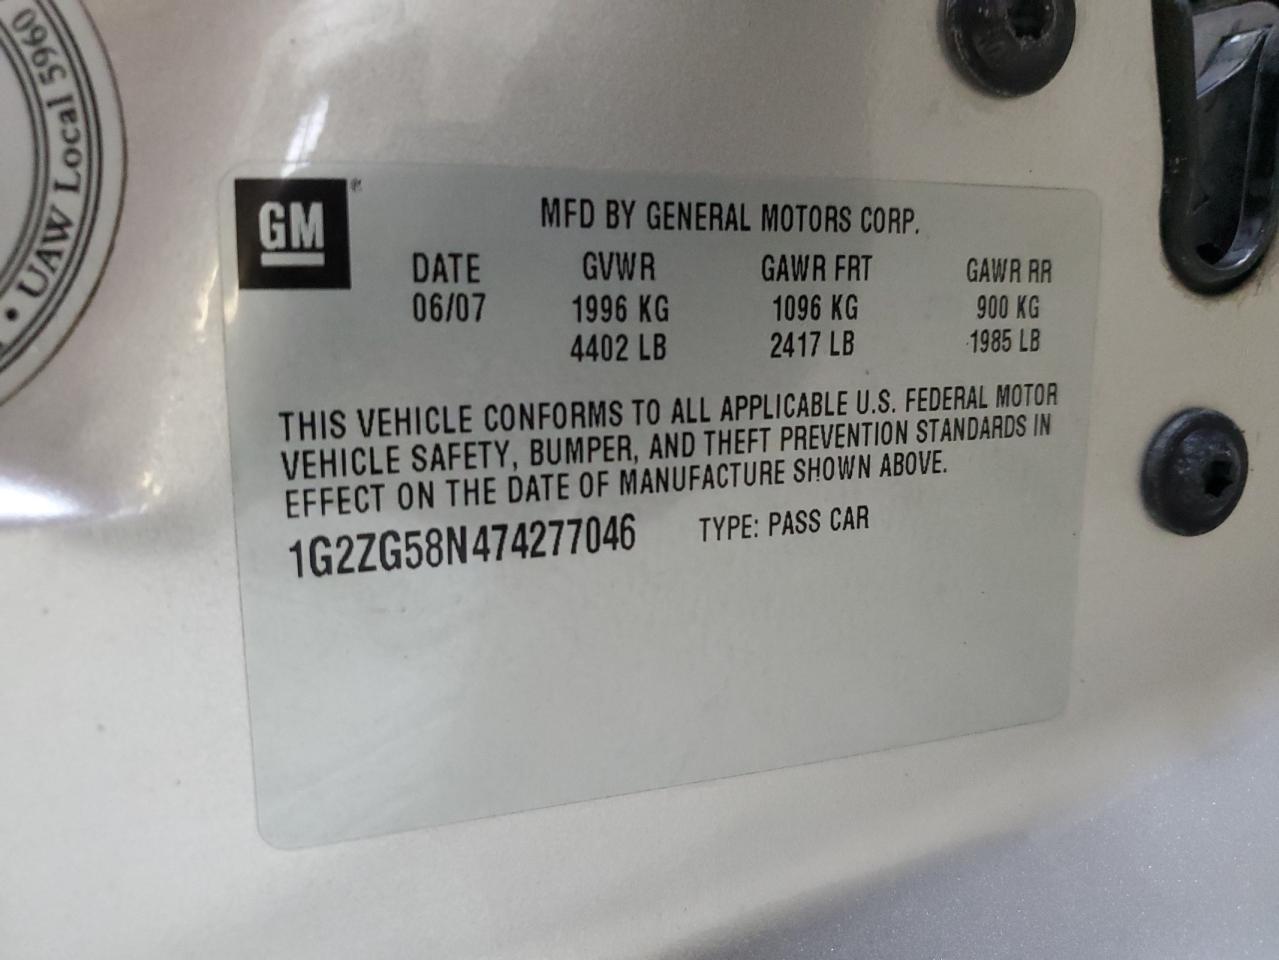 UAW Local 5960
GM
MFD BY GENERAL MOTORS CORP.
DATE GVWR GAWR FRT GAWR RR
06/07 1996 KG 1096 KG 900 KG
4402 LB 2417 LB 1985 LB
THIS VEHICLE CONFORMS TO ALL APPLICABLE U.S. FEDERAL MOTOR
VEHICLE SAFETY, BUMPER, AND THEFT PREVENTION STANDARDS IN
EFFECT ON THE DATE OF MANUFACTURE SHOWN ABOVE.
1G2ZG58N474277046 TYPE: PASS CAR